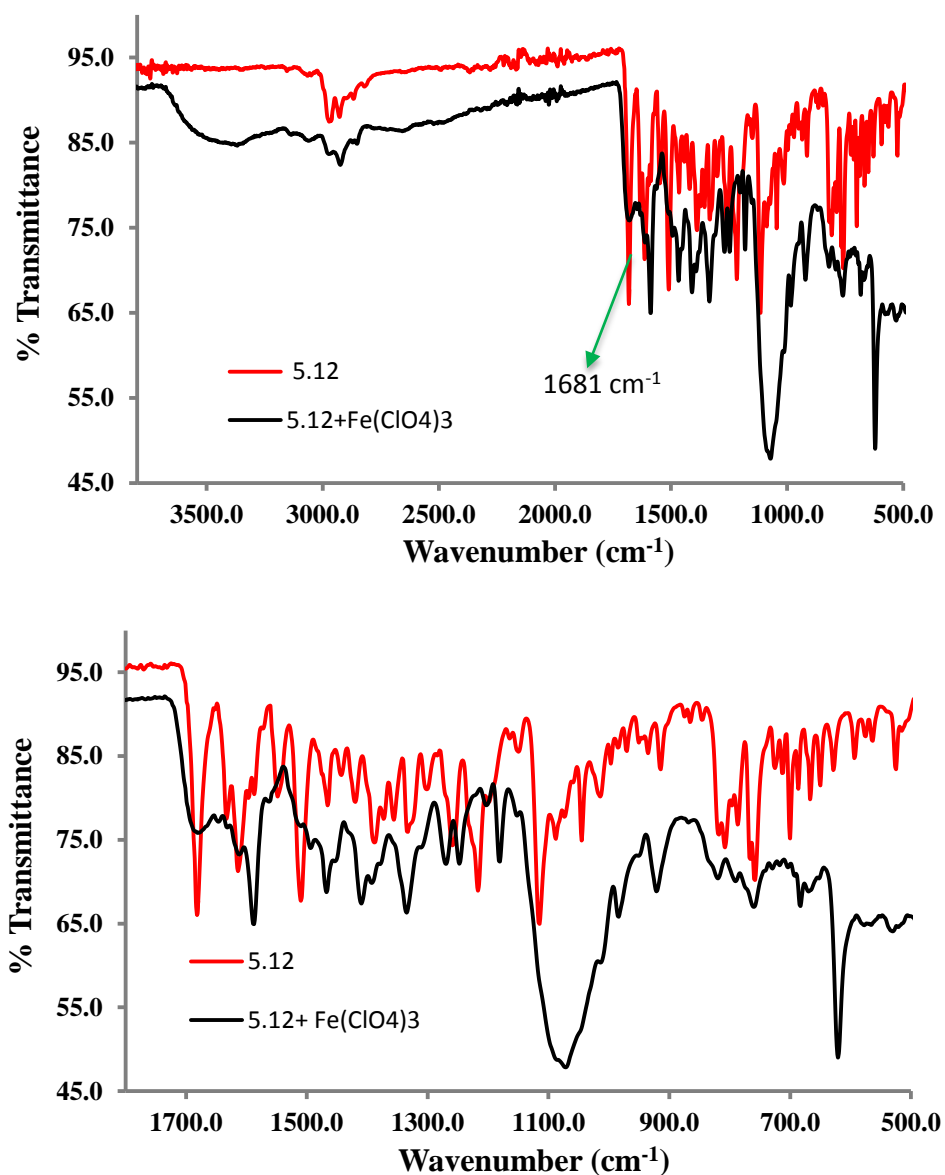 95.0
85.0
75.0
65.0
55.0
45.0
% Transmittance
5.12
5.12+Fe(ClO4)3
1681 cm⁻¹
3500.0 3000.0 2500.0 2000.0 1500.0 1000.0 500.0
Wavenumber (cm⁻¹)
95.0
85.0
75.0
65.0
55.0
45.0
% Transmittance
5.12
5.12+ Fe(ClO4)3
1700.0 1500.0 1300.0 1100.0 900.0 700.0 500.0
Wavenumber (cm⁻¹)